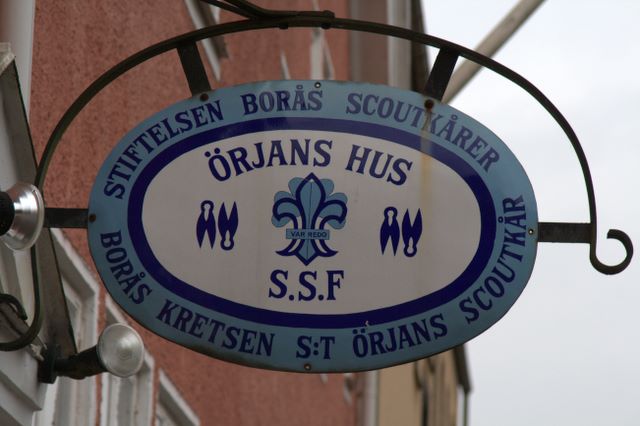 STIFTELSEN BORÅS SCOUTKÅRER
ÖRJANS HUS
VAR REDO
S.S.F
BORÅS KRETSEN S:T ÖRJANS SCOUTKÅR